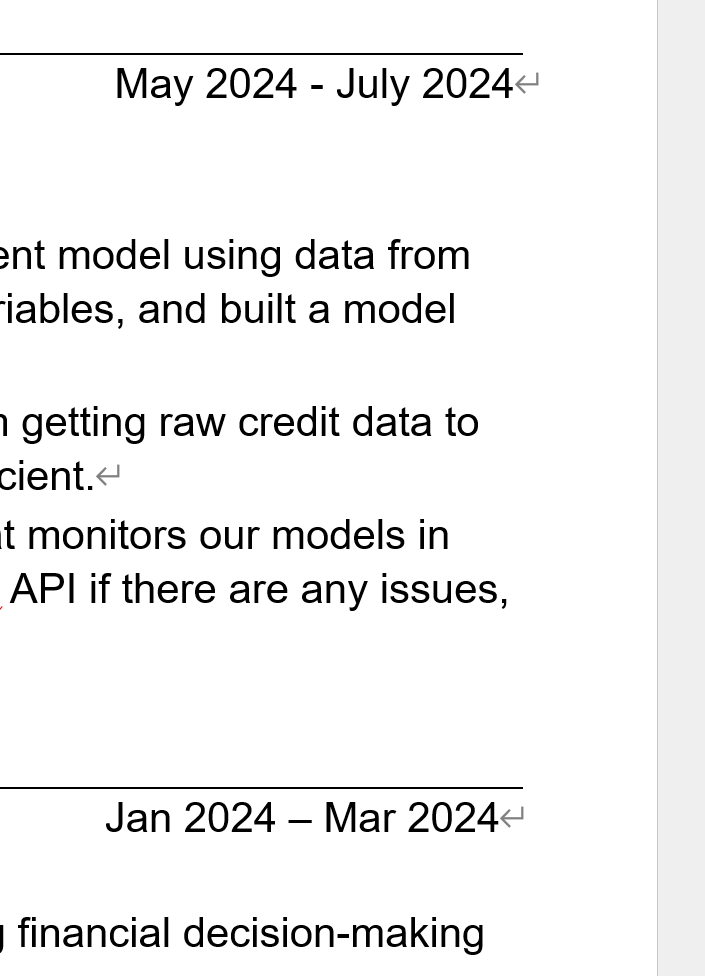 May 2024 - July 2024
ent model using data from
riables, and built a model
getting raw credit data to
cient.
at monitors our models in
API if there are any issues,
Jan 2024 – Mar 2024
financial decision-making